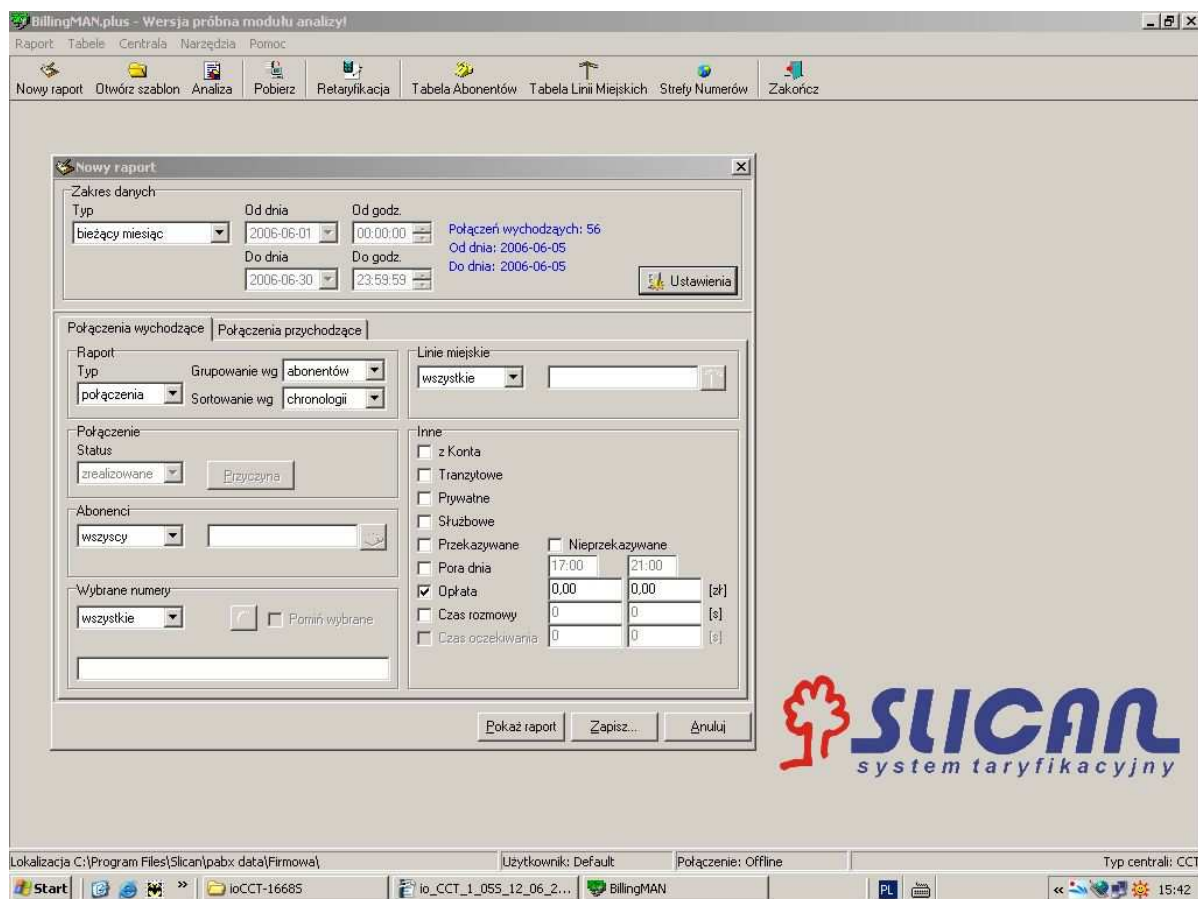 BillingMAN.plus - Wersja próbna modułu analizy!
Raport Tabele Centrala Narzędzia Pomoc
Nowy raport Otwórz szablon Analiza Pobierz Retaryfikacja Tabela Abonentów Tabela Linii Miejskich Strefy Numerów Zakończ
Nowy raport
Zakres danych
Typ Od dnia Od godz.
bieżący miesiąc 2006-06-01 00:00:00
Połączeń wychodząych: 56
Od dnia: 2006-06-05
Do dnia: 2006-06-05
Do dnia Do godz.
2006-06-30 23:59:59
Ustawienia
Połączenia wychodzące Połączenia przychodzące
Raport
Typ Grupowanie wg abonentów
połączenia Sortowanie wg chronologii
Linie miejskie
wszystkie
Połączenie
Status
zrealizowane Przyczyna
Abonenci
wszyscy
Wybrane numery
wszystkie Pomiń wybrane
Inne
z Konta
Tranzytowe
Prywatne
Służbowe
Przekazywane Nieprzekazywane
Pora dnia 17:00 21:00
Opłata 0,00 0,00 [zł]
Czas rozmowy 0 0 [s]
Czas oczekiwania 0 0 [s]
Pokaż raport Zapisz... Anuluj
SLICAN
system taryfikacyjny
Lokalizacja C:\Program Files\Slican\pabx data\Firmowa\ Użytkownik: Default Połączenie: Offline Typ centrali: CCT
Start » ioCCT-1668S io_CCT_1_05S_12_06_2... BillingMAN PL « 15:42